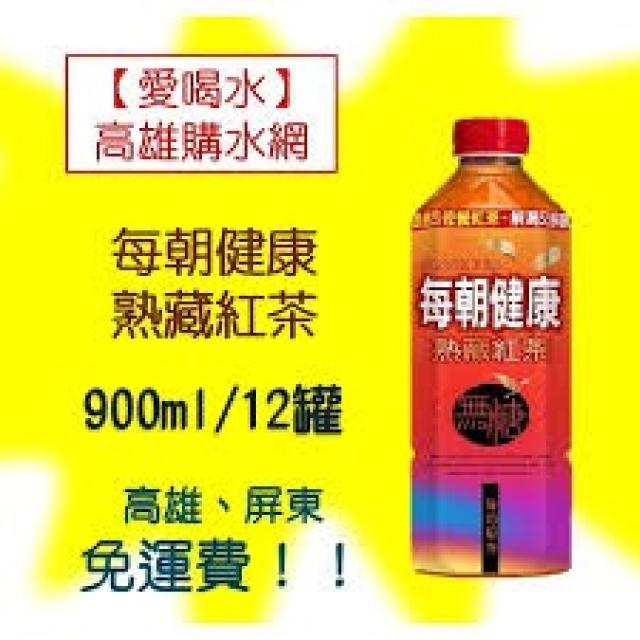 【愛喝水】
高雄購水網
每朝健康
熟藏紅茶
900ml/12罐
高雄、屏東
免運費！！
每朝健康
熟藏紅茶
無糖